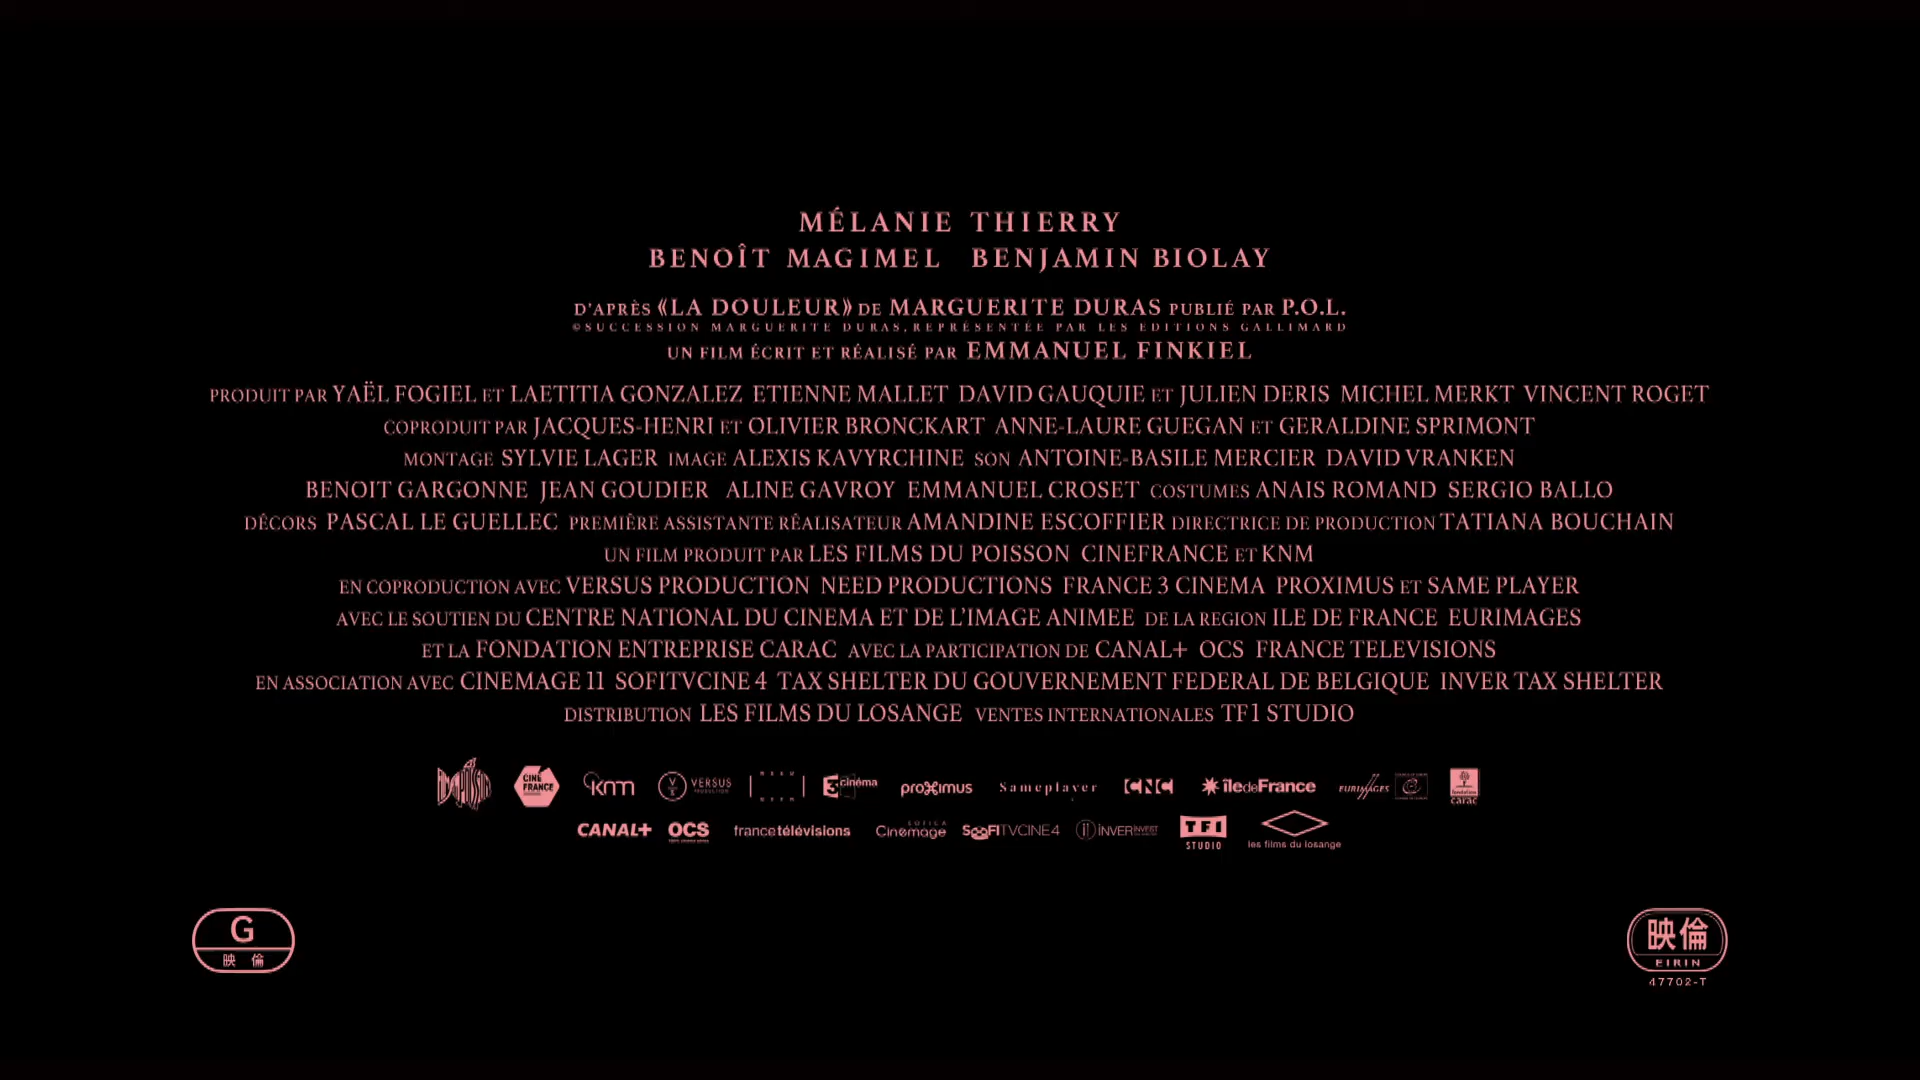 MÉLANIE THIERRY
BENOÎT MAGIMEL BENJAMIN BIOLAY
D'APRÈS «LA DOULEUR» DE MARGUERITE DURAS PUBLIÉ PAR P.O.L.
©SUCCESSION MARGUERITE DURAS, REPRÉSENTÉE PAR LES EDITIONS GALLIMARD
UN FILM ÉCRIT ET RÉALISÉ PAR EMMANUEL FINKIEL
PRODUIT PAR YAËL FOGIEL ET LAETITIA GONZALEZ ETIENNE MALLET DAVID GAUQUIE ET JULIEN DERIS MICHEL MERKT VINCENT ROGET
COPRODUIT PAR JACQUES-HENRI ET OLIVIER BRONCKART ANNE-LAURE GUEGAN ET GERALDINE SPRIMONT
MONTAGE SYLVIE LAGER IMAGE ALEXIS KAVYRCHINE SON ANTOINE-BASILE MERCIER DAVID VRANKEN
BENOIT GARGONNE JEAN GOUDIER ALINE GAVROY EMMANUEL CROSET COSTUMES ANAIS ROMAND SERGIO BALLO
DÉCORS PASCAL LE GUELLEC PREMIÈRE ASSISTANTE RÉALISATEUR AMANDINE ESCOFFIER DIRECTRICE DE PRODUCTION TATIANA BOUCHAIN
UN FILM PRODUIT PAR LES FILMS DU POISSON CINEFRANCE ET KNM
EN COPRODUCTION AVEC VERSUS PRODUCTION NEED PRODUCTIONS FRANCE 3 CINEMA PROXIMUS ET SAME PLAYER
AVEC LE SOUTIEN DU CENTRE NATIONAL DU CINEMA ET DE L'IMAGE ANIMEE DE LA REGION ILE DE FRANCE EURIMAGES
ET LA FONDATION ENTREPRISE CARAC AVEC LA PARTICIPATION DE CANAL+ OCS FRANCE TELEVISIONS
EN ASSOCIATION AVEC CINEMAGE 11 SOFITVCINE 4 TAX SHELTER DU GOUVERNEMENT FEDERAL DE BELGIQUE INVER TAX SHELTER
DISTRIBUTION LES FILMS DU LOSANGE VENTES INTERNATIONALES TF1 STUDIO
CINÉ FRANCE knm VERSUS PRODUCTION 3 cinéma proximus Sameplayer CNC îledeFrance EURIMAGES fondation carac
CANAL+ OCS francetélévisions SOFICA Cinémage SOFITVCINE 4 INVERINVEST TF1 STUDIO les films du losange
G
映倫
映倫
EIRIN
47702-T